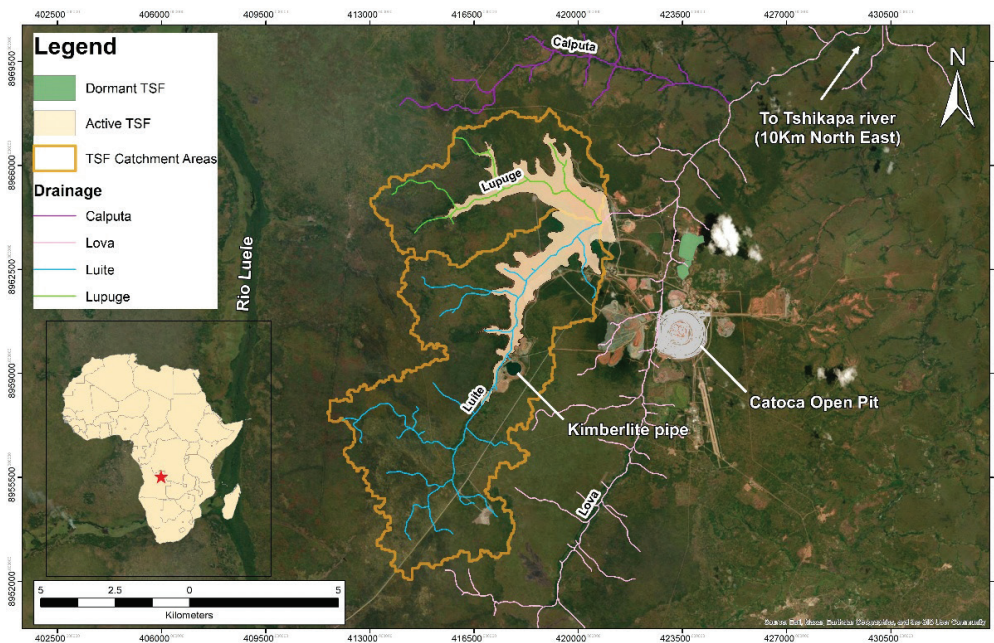 402500 406000 409500 413000 416500 420000 423500 427000 430500
Legend
Dormant TSF
Active TSF
TSF Catchment Areas
Drainage
Calputa
Lova
Luite
Lupuge
Calputa
N
To Tshikapa river
(10Km North East)
Lupuge
Rio Luele
Catoca Open Pit
Kimberlite pipe
Luite
Lova
5 2.5 0 5
Kilometers
8969500
8966000
8962500
8959000
8955500
8952000
402500 406000 409500 413000 416500 420000 423500 427000 430500